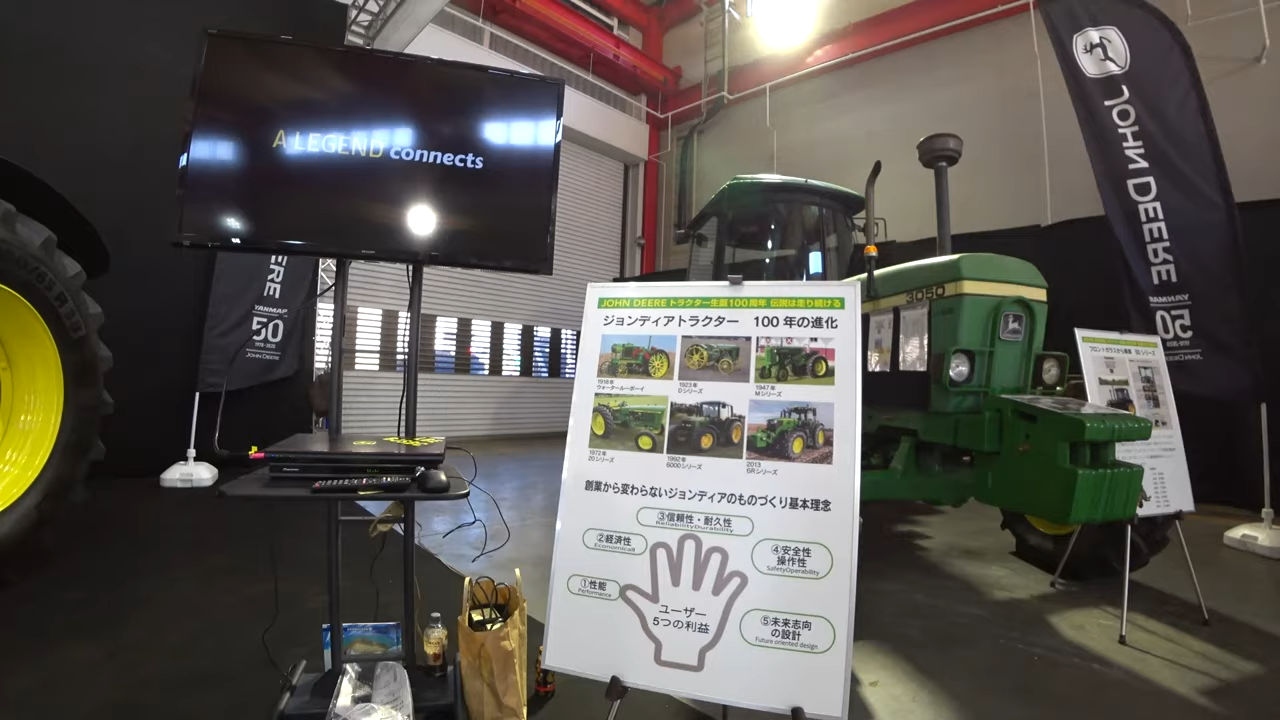 A LEGEND connects
JOHN DEERE
YANMAR
50
JOHN DEERE
ERE
YANMAR
50
JOHN DEERE
3050
JOHN DEERE トラクター生誕100周年 伝説は走り続ける
ジョンディアトラクター 100年の進化
1918年
ウォータールーボーイ
1923年
Dシリーズ
1947年
Mシリーズ
1972年
20シリーズ
1992年
6000シリーズ
2013
6Rシリーズ
創業から変わらないジョンディアのものづくり基本理念
③信頼性・耐久性
ReliabilityDurability
②経済性
Economicall
④安全性
操作性
SafetyOperability
①性能
Performance
ユーザー
5つの利益
⑤未来志向
の設計
Future oriented design